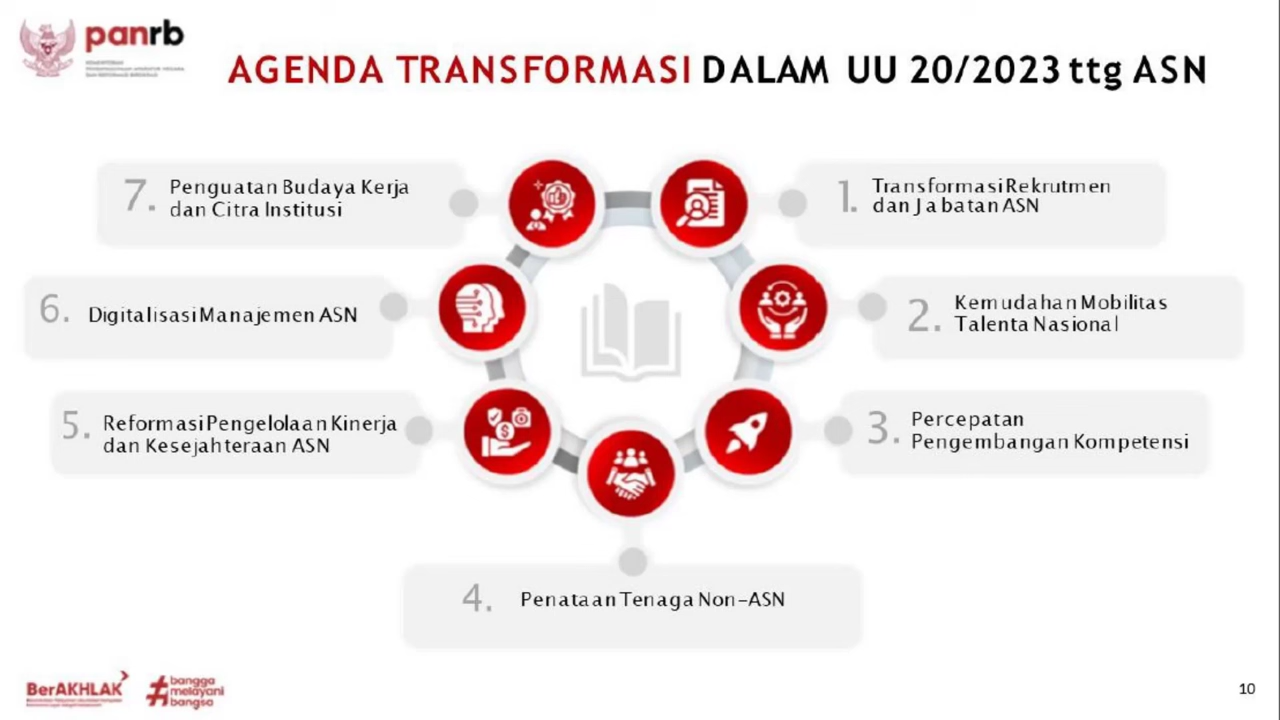 panrb
AGENDA TRANSFORMASI DALAM UU 20/2023 ttg ASN
1. Transformasi Rekrutmen
dan Jabatan ASN
2. Kemudahan Mobilitas
Talenta Nasional
3. Percepatan
Pengembangan Kompetensi
4. Penataan Tenaga Non-ASN
5. Reformasi Pengelolaan Kinerja
dan Kesejahteraan ASN
6. Digitalisasi Manajemen ASN
7. Penguatan Budaya Kerja
dan Citra Institusi
BerAKHLAK
#bangga
melayani
bangsa
10